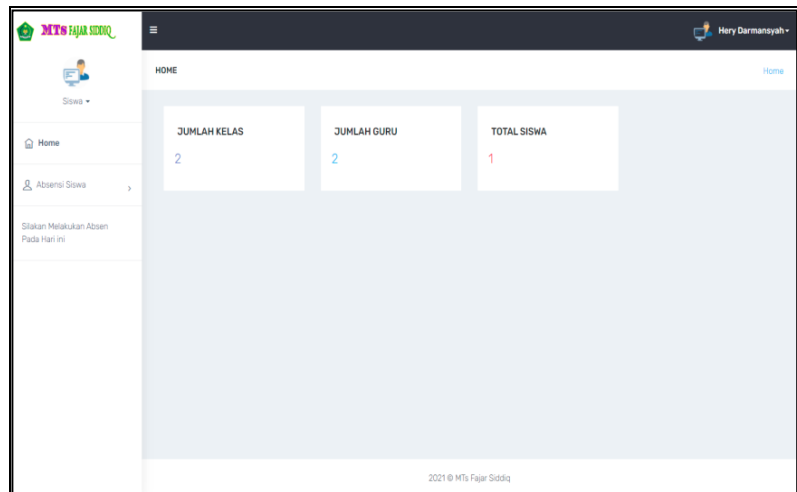 MTS FAJAR SIDDIQ
Hery Darmansyah
Siswa
HOME
Home
Home
Absensi Siswa
Silakan Melakukan Absen
Pada Hari ini
JUMLAH KELAS
2
JUMLAH GURU
2
TOTAL SISWA
1
2021 © MTs Fajar Siddiq